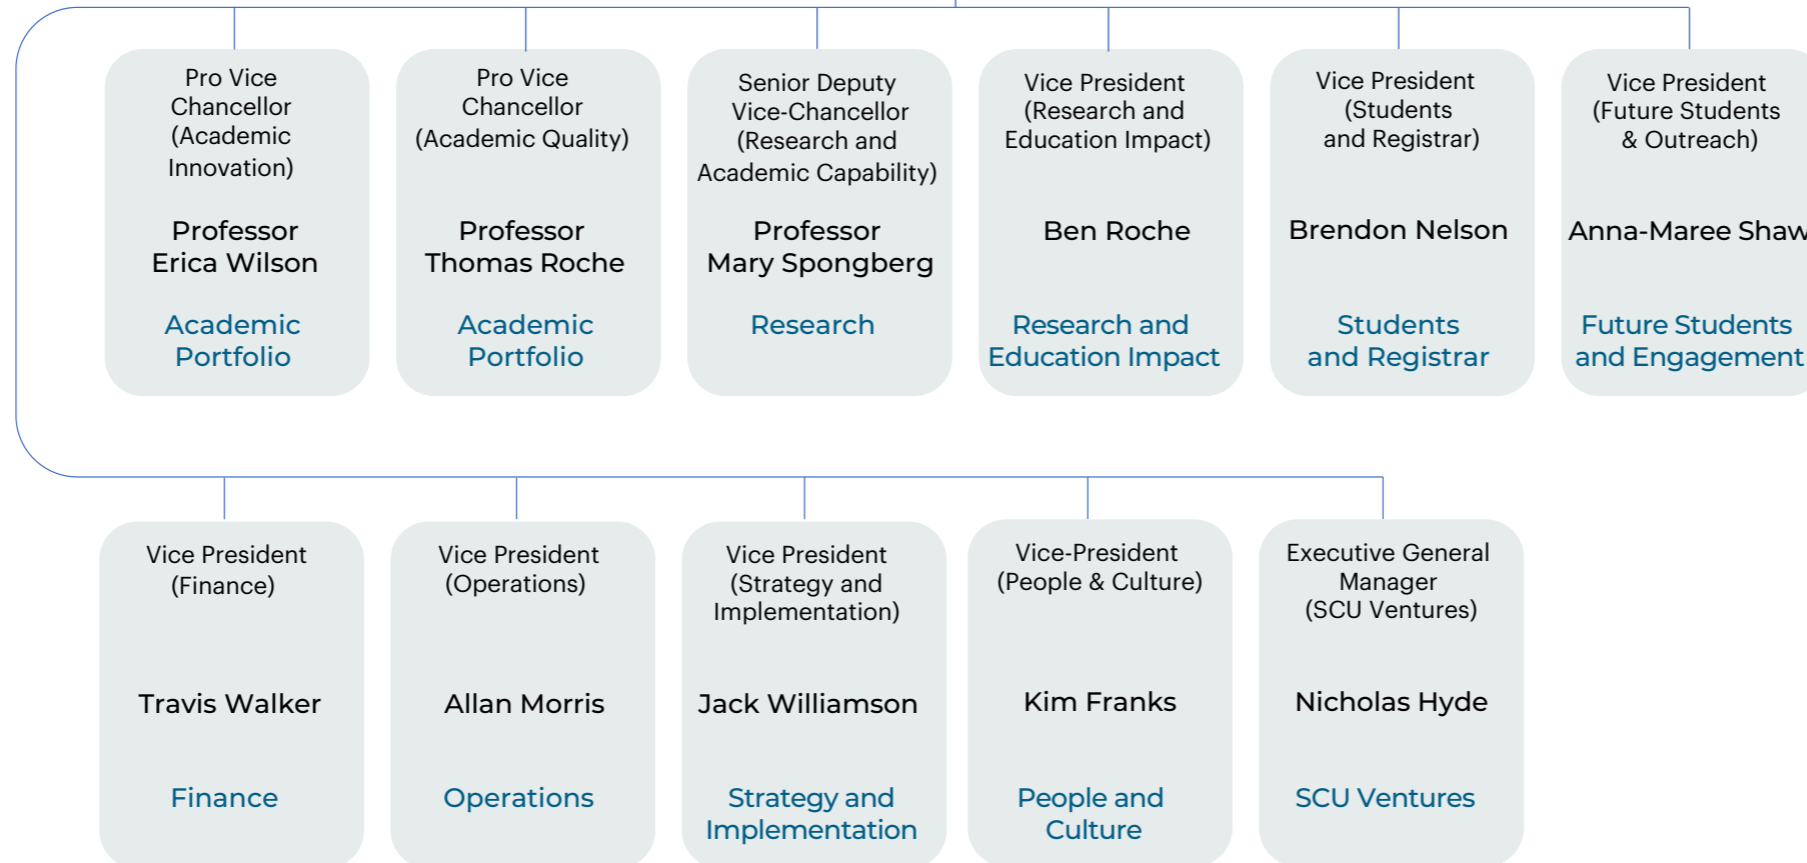 Pro Vice
Chancellor
(Academic
Innovation)
Professor
Erica Wilson
Academic
Portfolio
Pro Vice
Chancellor
(Academic Quality)
Professor
Thomas Roche
Academic
Portfolio
Senior Deputy
Vice-Chancellor
(Research and
Academic Capability)
Professor
Mary Spongberg
Research
Vice President
(Research and
Education Impact)
Ben Roche
Research and
Education Impact
Vice President
(Students
and Registrar)
Brendon Nelson
Students
and Registrar
Vice President
(Future Students
& Outreach)
Anna-Maree Shaw
Future Students
and Engagement
Vice President
(Finance)
Travis Walker
Finance
Vice President
(Operations)
Allan Morris
Operations
Vice President
(Strategy and
Implementation)
Jack Williamson
Strategy and
Implementation
Vice-President
(People & Culture)
Kim Franks
People and
Culture
Executive General
Manager
(SCU Ventures)
Nicholas Hyde
SCU Ventures